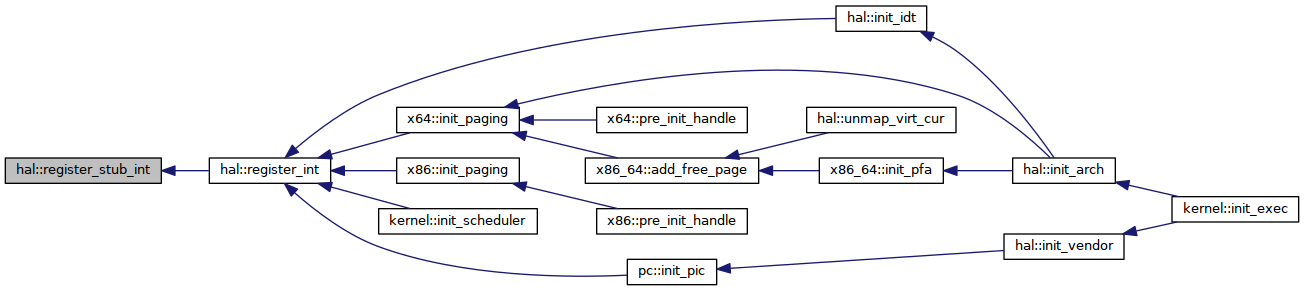 hal::init_idt
x64::init_paging
x64::pre_init_handle
hal::unmap_virt_cur
hal::register_stub_int
hal::register_int
x86::init_paging
x86_64::add_free_page
x86_64::init_pfa
hal::init_arch
kernel::init_scheduler
x86::pre_init_handle
kernel::init_exec
hal::init_vendor
pc::init_pic